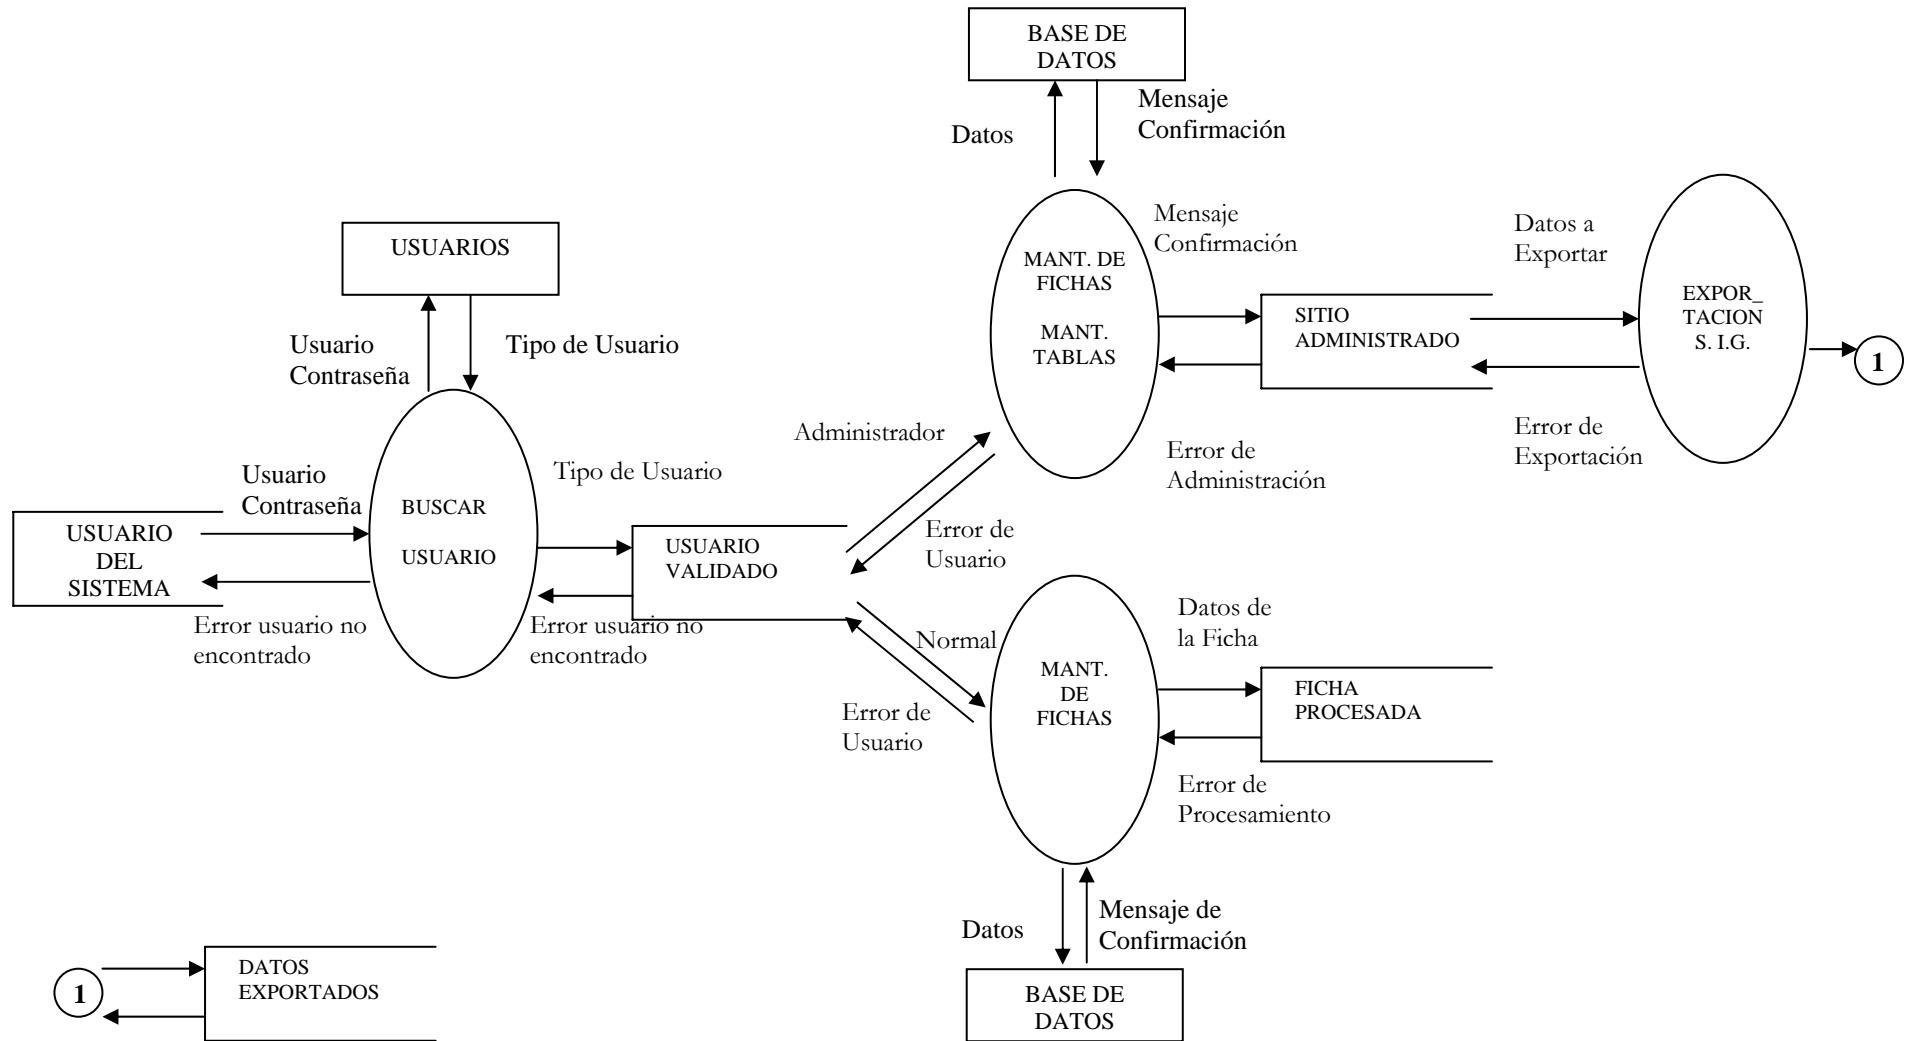 BASE DE
DATOS
Mensaje
Confirmación
Datos
USUARIOS
Usuario
Contraseña
Tipo de Usuario
MANT. DE
FICHAS
MANT.
TABLAS
Mensaje
Confirmación
SITIO
ADMINISTRADO
Datos a
Exportar
EXPOR_
TACION
S. I.G.
1
Error de
Administración
Error de
Exportación
Administrador
Usuario
Contraseña
USUARIO
DEL
SISTEMA
BUSCAR
USUARIO
Tipo de Usuario
USUARIO
VALIDADO
Error de
Usuario
Error usuario no
encontrado
Error usuario no
encontrado
Normal
Error de
Usuario
MANT.
DE
FICHAS
Datos de
la Ficha
FICHA
PROCESADA
Error de
Procesamiento
Datos
Mensaje de
Confirmación
BASE DE
DATOS
1
DATOS
EXPORTADOS